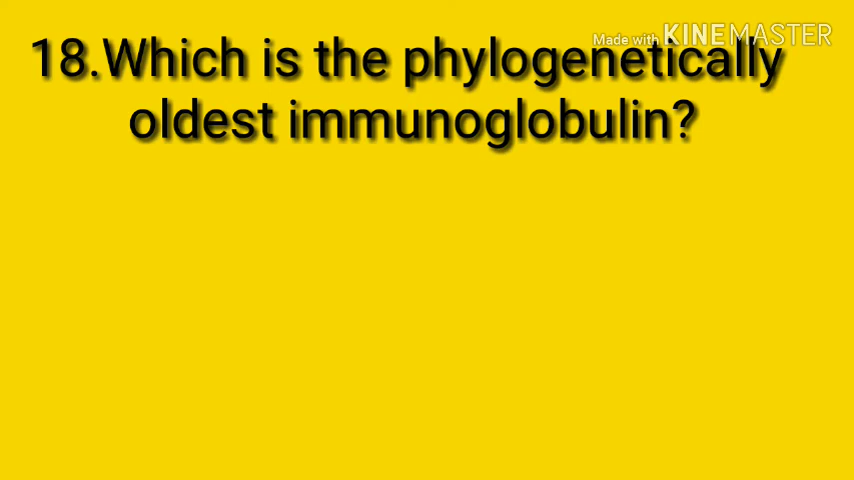 Made with KINEMASTER
18.Which is the phylogenetically
oldest immunoglobulin?